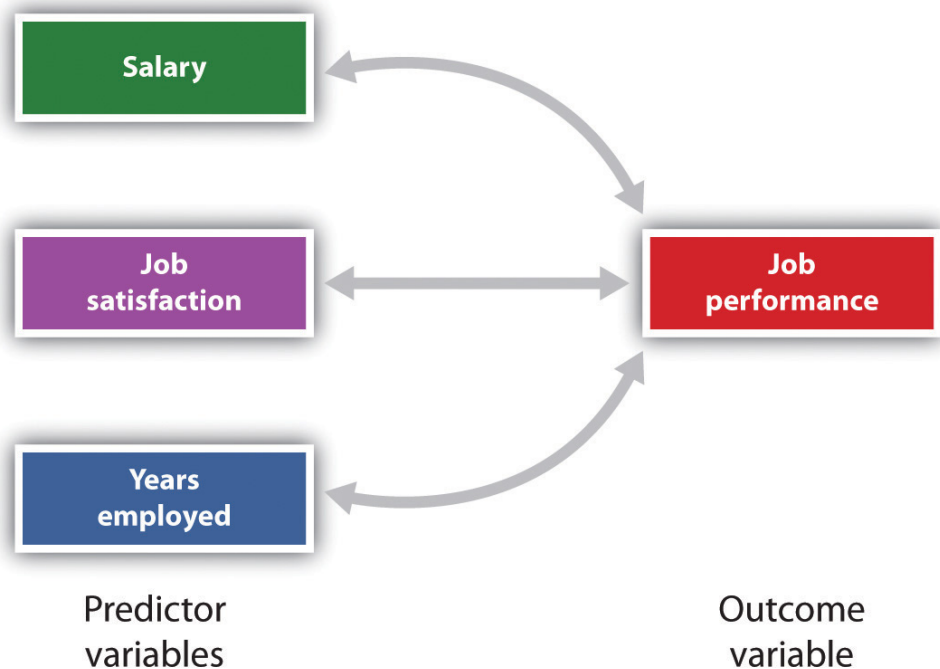 Salary
Job
satisfaction
Job
performance
Years
employed
Predictor
variables
Outcome
variable